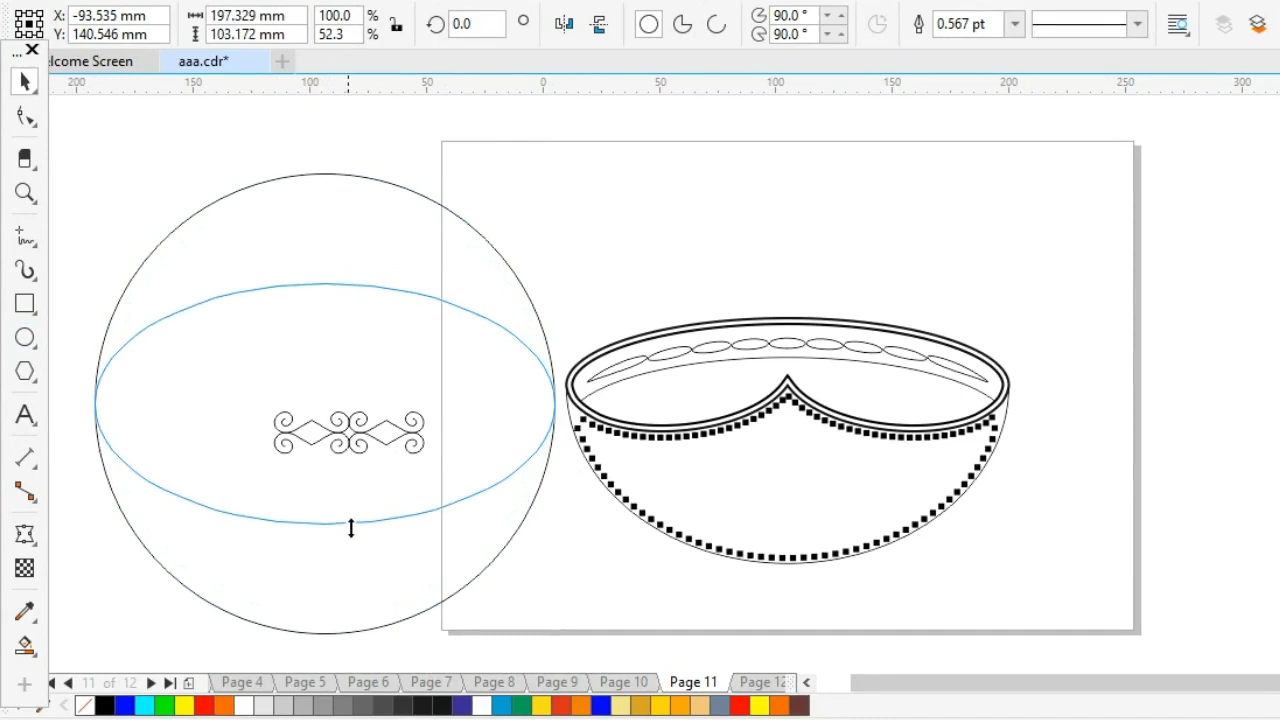 X: -93.535 mm 197.329 mm 100.0 % 0.0 90.0 ° 0.567 pt
Y: 140.546 mm 103.172 mm 52.3 % 90.0 °
elcome Screen aaa.cdr*
200 150 100 50 0 50 100 150 200 250 300
11 of 12 Page 4 Page 5 Page 6 Page 7 Page 8 Page 9 Page 10 Page 11 Page 12